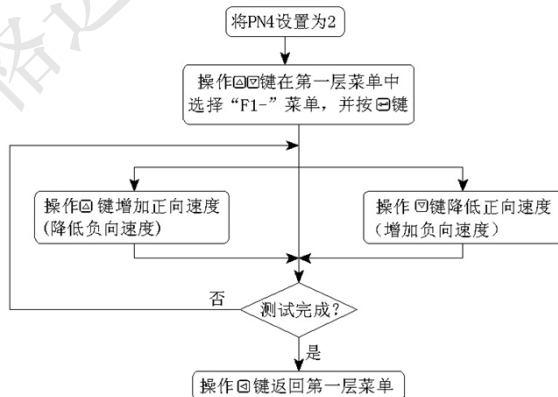 将PN4设置为2
操作△▽键在第一层菜单中
选择“F1-”菜单，并按↵键
操作△键增加正向速度
(降低负向速度)
操作▽键降低正向速度
（增加负向速度）
否
测试完成?
是
操作◁键返回第一层菜单